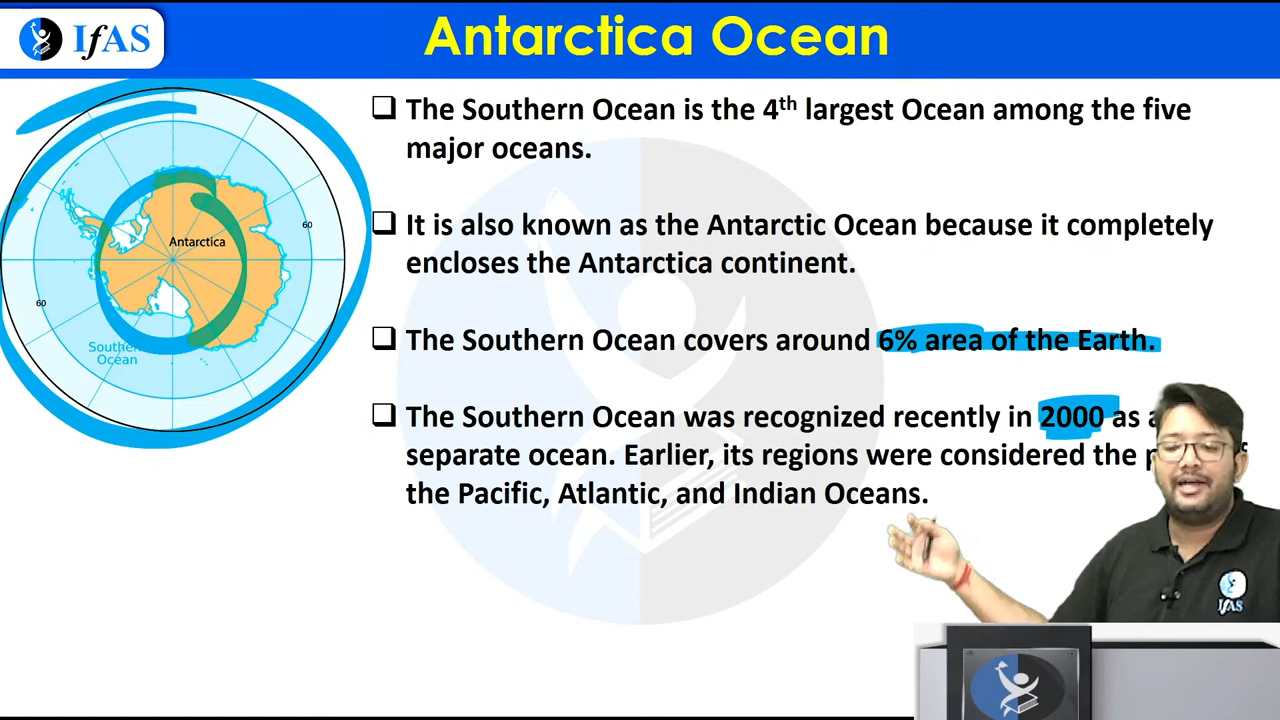 IfAS
Antarctica Ocean
❑ The Southern Ocean is the 4th largest Ocean among the five
major oceans.
❑ It is also known as the Antarctic Ocean because it completely
encloses the Antarctica continent.
❑ The Southern Ocean covers around 6% area of the Earth.
❑ The Southern Ocean was recognized recently in 2000 as a
separate ocean. Earlier, its regions were considered the
the Pacific, Atlantic, and Indian Oceans.
Antarctica
60
60
Southern
Ocean
IfAS